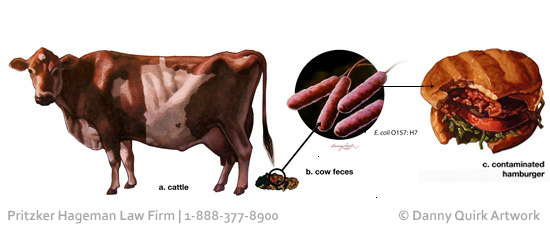 E. coli O157: H7
a. cattle
b. cow feces
c. contaminated
hamburger
Pritzker Hageman Law Firm | 1-888-377-8900
© Danny Quirk Artwork